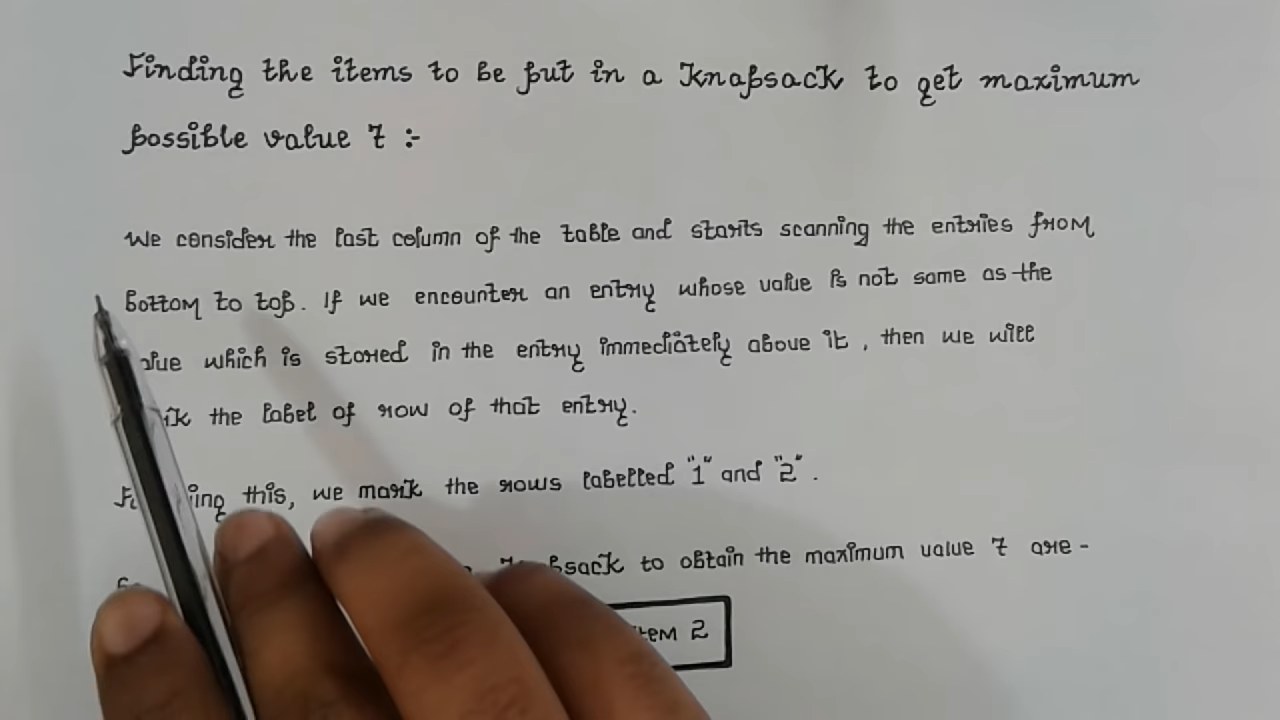 Finding the items to be put in a Knapsack to get maximum
possible value 7 :-
We consider the last column of the table and starts scanning the entries from
bottom to top. If we encounter an entry whose value is not same as the
which is stored in the entry immediately above it, then we will
the label of row of that entry.
this, we mark the rows labelled "1" and "2".
to obtain the maximum value 7 are -
2